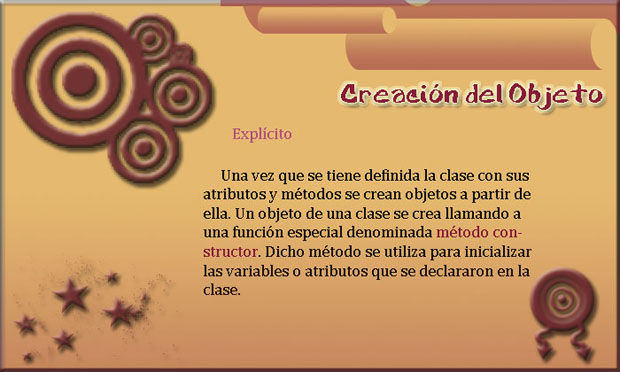 Creación del Objeto
Explícito
Una vez que se tiene definida la clase con sus
atributos y métodos se crean objetos a partir de
ella. Un objeto de una clase se crea llamando a
una función especial denominada método con-
structor. Dicho método se utiliza para inicializar
las variables o atributos que se declararon en la
clase.